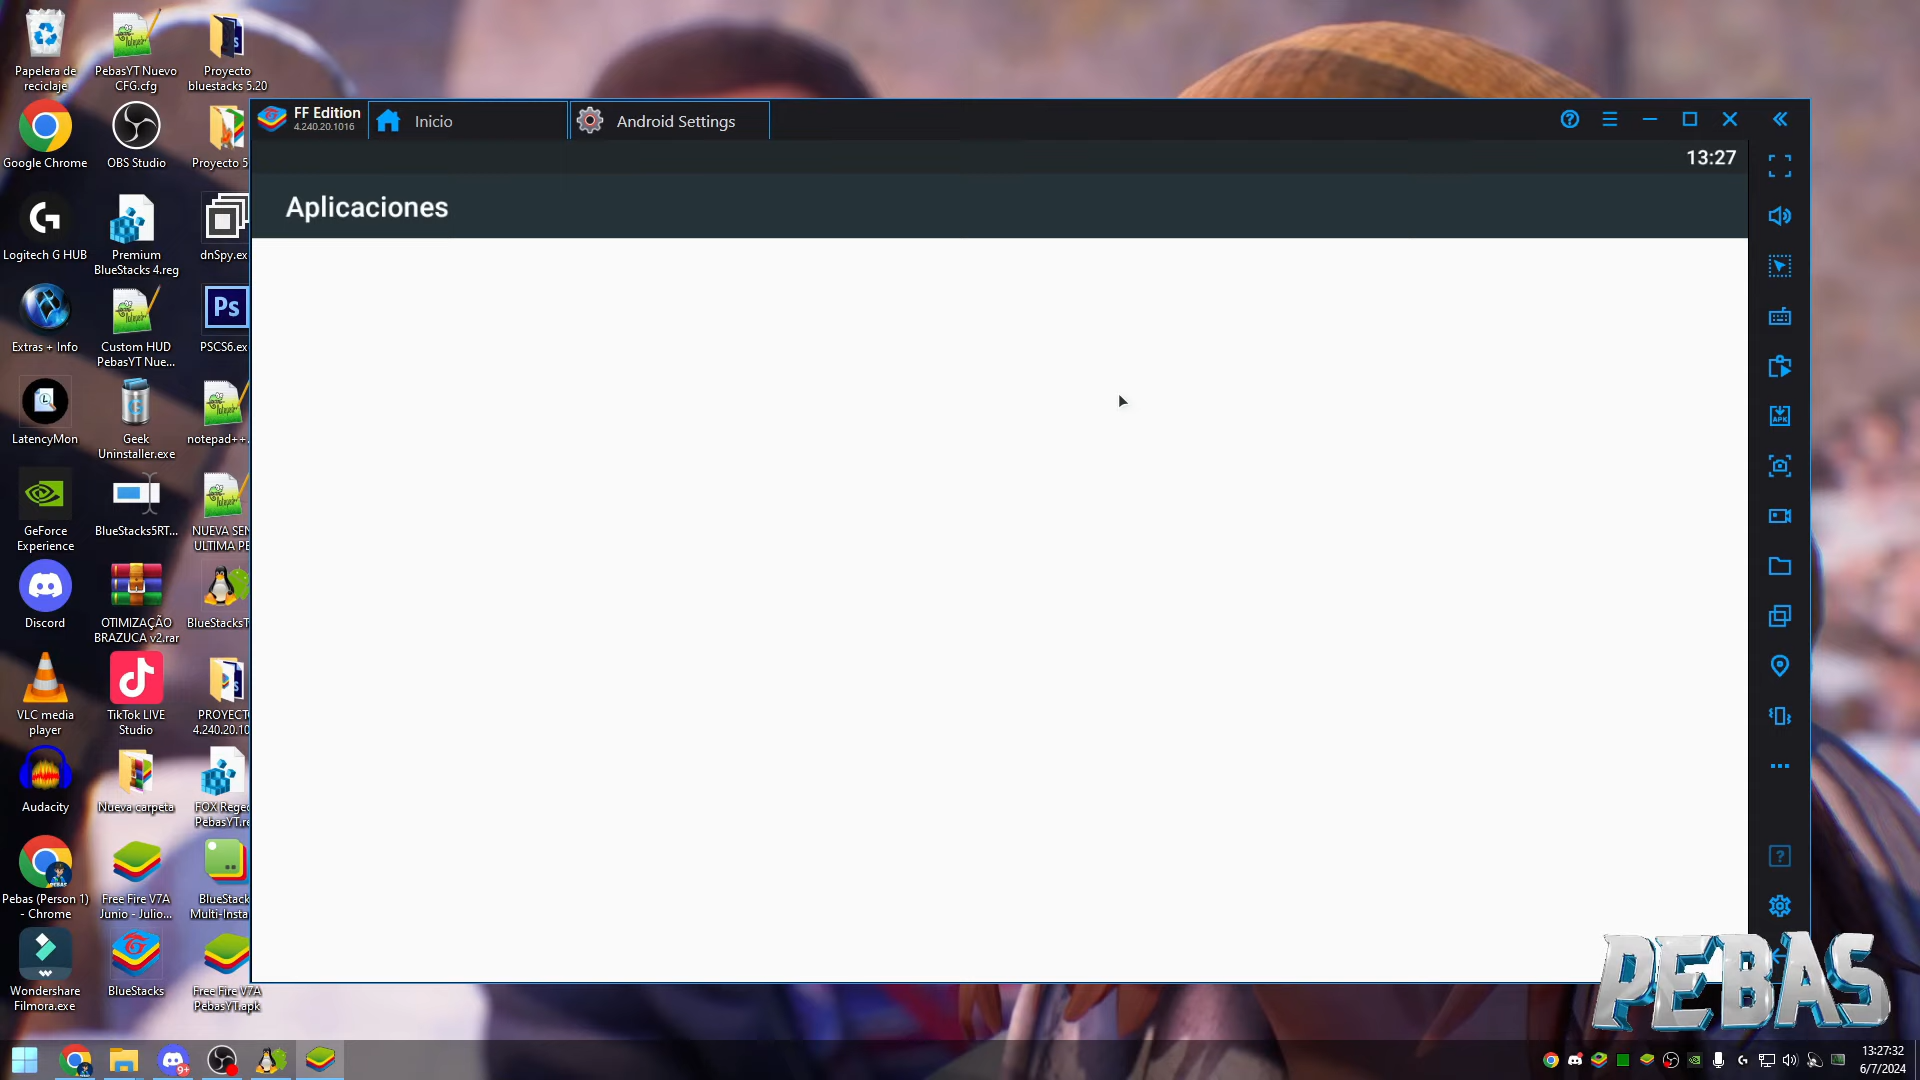 Papelera de
reciclaje
PebasYT Nuevo
CFG.cfg
Proyecto
bluestacks 5.20
Google Chrome
OBS Studio
Proyecto 5
Logitech G HUB
Premium
BlueStacks 4.reg
dnSpy.ex
Extras + Info
Custom HUD
PebasYT Nue...
Ps
PSCS6.ex
LatencyMon
Geek
Uninstaller.exe
notepad++.
GeForce
Experience
BlueStacks5RT...
NUEVA SEN
ULTIMA PE
Discord
OTIMIZAÇÃO
BRAZUCA v2.rar
BlueStacksT
VLC media
player
TikTok LIVE
Studio
PROYECTO
4.240.20.10
Audacity
Nueva carpeta
FOX Reged
PebasYT.re
Pebas (Person 1)
- Chrome
Free Fire V7A
Junio - Julio...
BlueStack
Multi-Insta
Wondershare
Filmora.exe
BlueStacks
Free Fire V7A
PebasYT.apk
FF Edition
4.240.20.1016
Inicio
Android Settings
13:27
Aplicaciones
APK
PEBAS
9+
13:27:32
6/7/2024